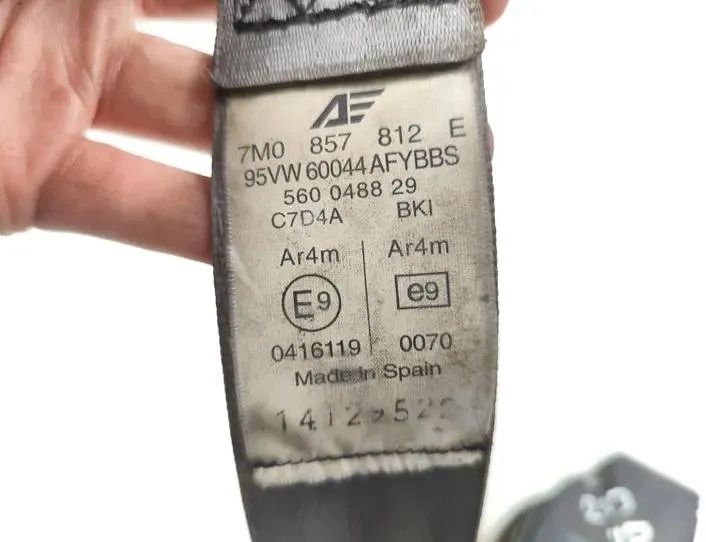 AE
7M0 857 812 E
95VW 60044 AFYBBS
560 0488 29
C7D4A BKI
Ar4m Ar4m
E9 e9
0416119 0070
Made in Spain